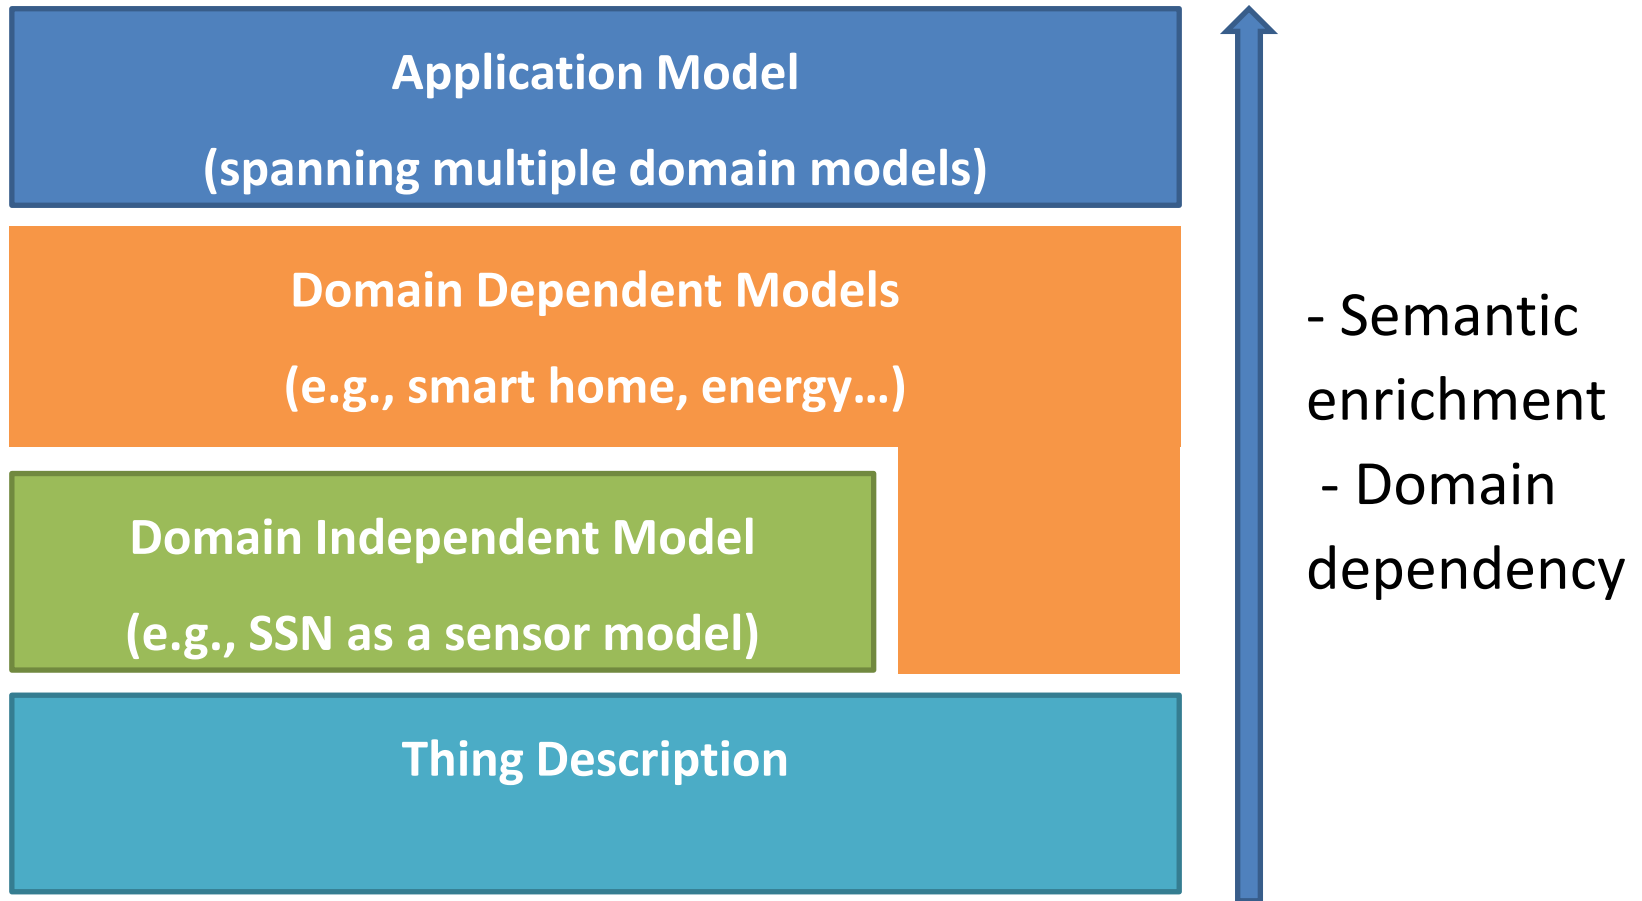 Application Model
(spanning multiple domain models)
Domain Dependent Models
(e.g., smart home, energy…)
Domain Independent Model
(e.g., SSN as a sensor model)
Thing Description
- Semantic
enrichment
- Domain
dependency